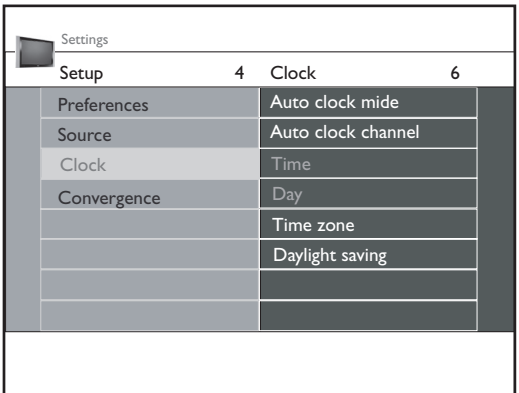 Settings
Setup 4 Clock 6
Preferences Auto clock mide
Source Auto clock channel
Clock Time
Convergence Day
Time zone
Daylight saving